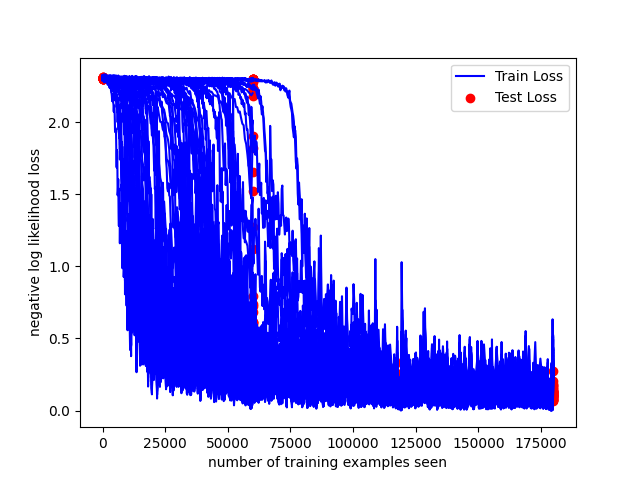 Train Loss
Test Loss
2.0
1.5
1.0
0.5
0.0
negative log likelihood loss
0 25000 50000 75000 100000 125000 150000 175000
number of training examples seen